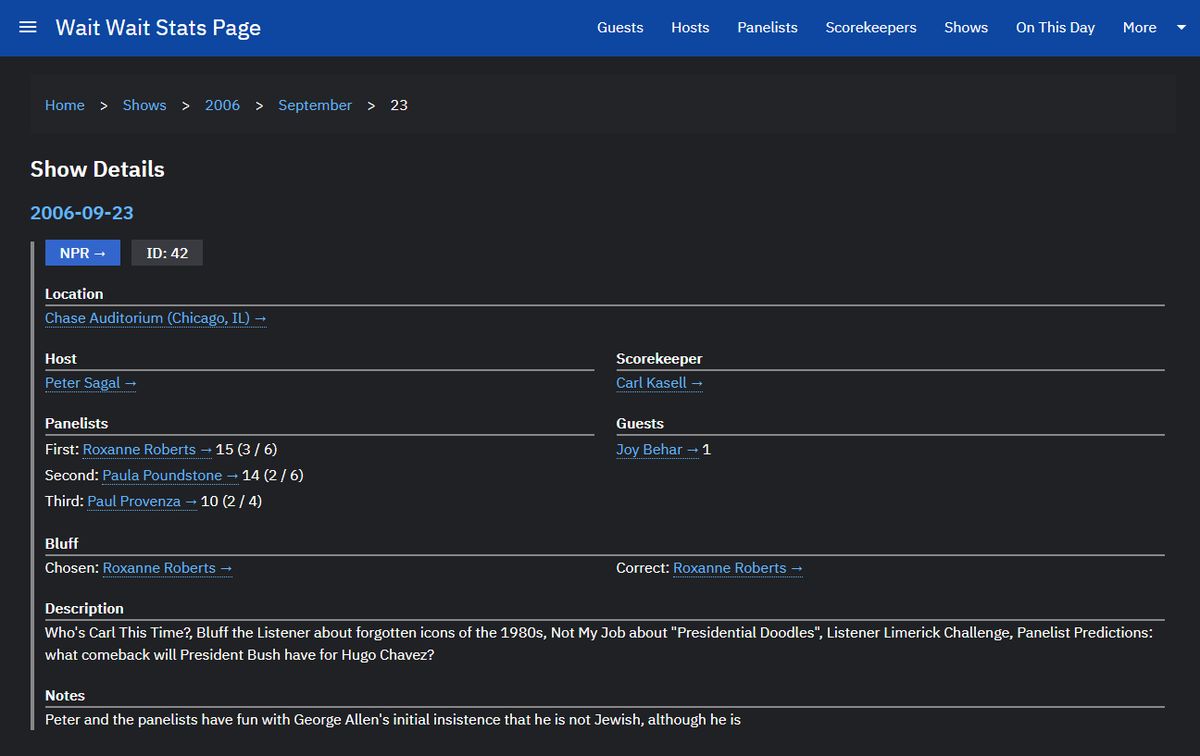 Wait Wait Stats Page
Guests Hosts Panelists Scorekeepers Shows On This Day More
Home > Shows > 2006 > September > 23
Show Details
2006-09-23
NPR → ID: 42
Location
Chase Auditorium (Chicago, IL) →
Host
Peter Sagal →
Scorekeeper
Carl Kasell →
Panelists
First: Roxanne Roberts → 15 (3 / 6)
Second: Paula Poundstone → 14 (2 / 6)
Third: Paul Provenza → 10 (2 / 4)
Guests
Joy Behar → 1
Bluff
Chosen: Roxanne Roberts →
Correct: Roxanne Roberts →
Description
Who's Carl This Time?, Bluff the Listener about forgotten icons of the 1980s, Not My Job about "Presidential Doodles", Listener Limerick Challenge, Panelist Predictions:
what comeback will President Bush have for Hugo Chavez?
Notes
Peter and the panelists have fun with George Allen's initial insistence that he is not Jewish, although he is